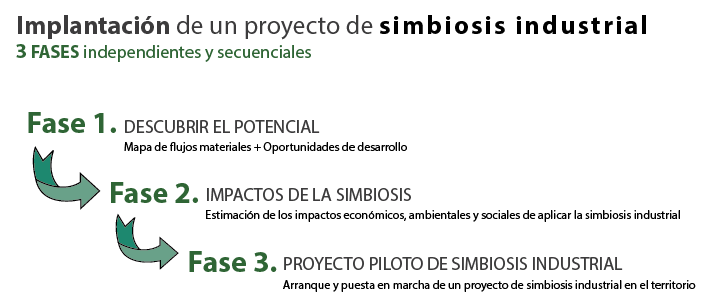 Implantación de un proyecto de simbiosis industrial
3 FASES independientes y secuenciales
Fase 1. DESCUBRIR EL POTENCIAL
Mapa de flujos materiales + Oportunidades de desarrollo
Fase 2. IMPACTOS DE LA SIMBIOSIS
Estimación de los impactos económicos, ambientales y sociales de aplicar la simbiosis industrial
Fase 3. PROYECTO PILOTO DE SIMBIOSIS INDUSTRIAL
Arranque y puesta en marcha de un proyecto de simbiosis industrial en el territorio